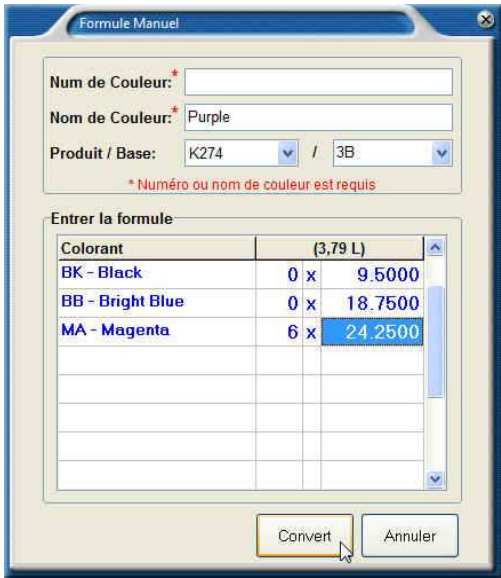 Formule Manuel
Num de Couleur:*
Nom de Couleur:* Purple
Produit / Base: K274 / 3B
* Numéro ou nom de couleur est requis
Entrer la formule
Colorant (3,79 L)
BK - Black 0 x 9.5000
BB - Bright Blue 0 x 18.7500
MA - Magenta 6 x 24.2500
Convert Annuler